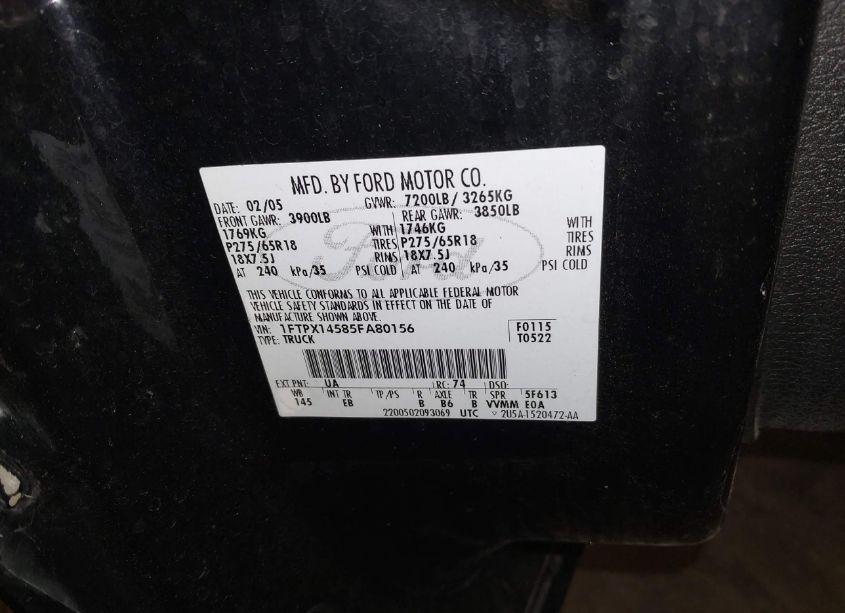 MFD. BY FORD MOTOR CO.
DATE: 02/05 GVWR: 7200LB/ 3265KG
FRONT GAWR: 3900LB REAR GAWR: 3850LB
1769KG WITH 1746KG WITH
P275/65R18 TIRES P275/65R18 TIRES
18X7.5J RIMS 18X7.5J RIMS
AT 240 kPa/35 PSI COLD AT 240 kPa/35 PSI COLD
THIS VEHICLE CONFORMS TO ALL APPLICABLE FEDERAL MOTOR
VEHICLE SAFETY STANDARDS IN EFFECT ON THE DATE OF
MANUFACTURE SHOWN ABOVE.
VIN: 1FTPX14585FA80156 F0115
TYPE: TRUCK T0522
EXT PNT: UA RC: 74 DSO:
WB INT TR TP/PS R AXLE TR SPR 5F613
145 EB B B6 B VVMM E0A
2200502093069 UTC 2U5A-1520472-AA
Ford